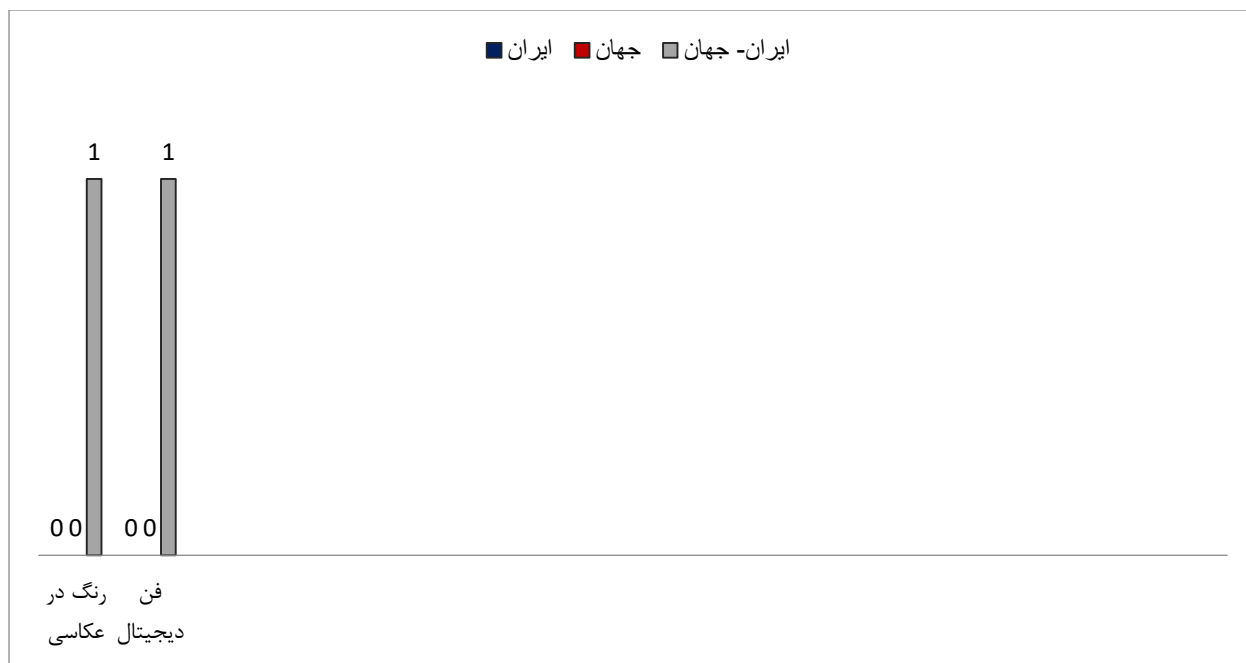 ایران جهان ایران- جهان
1 1
0 0 0 0
رنگ در عکاسی
فن دیجیتال